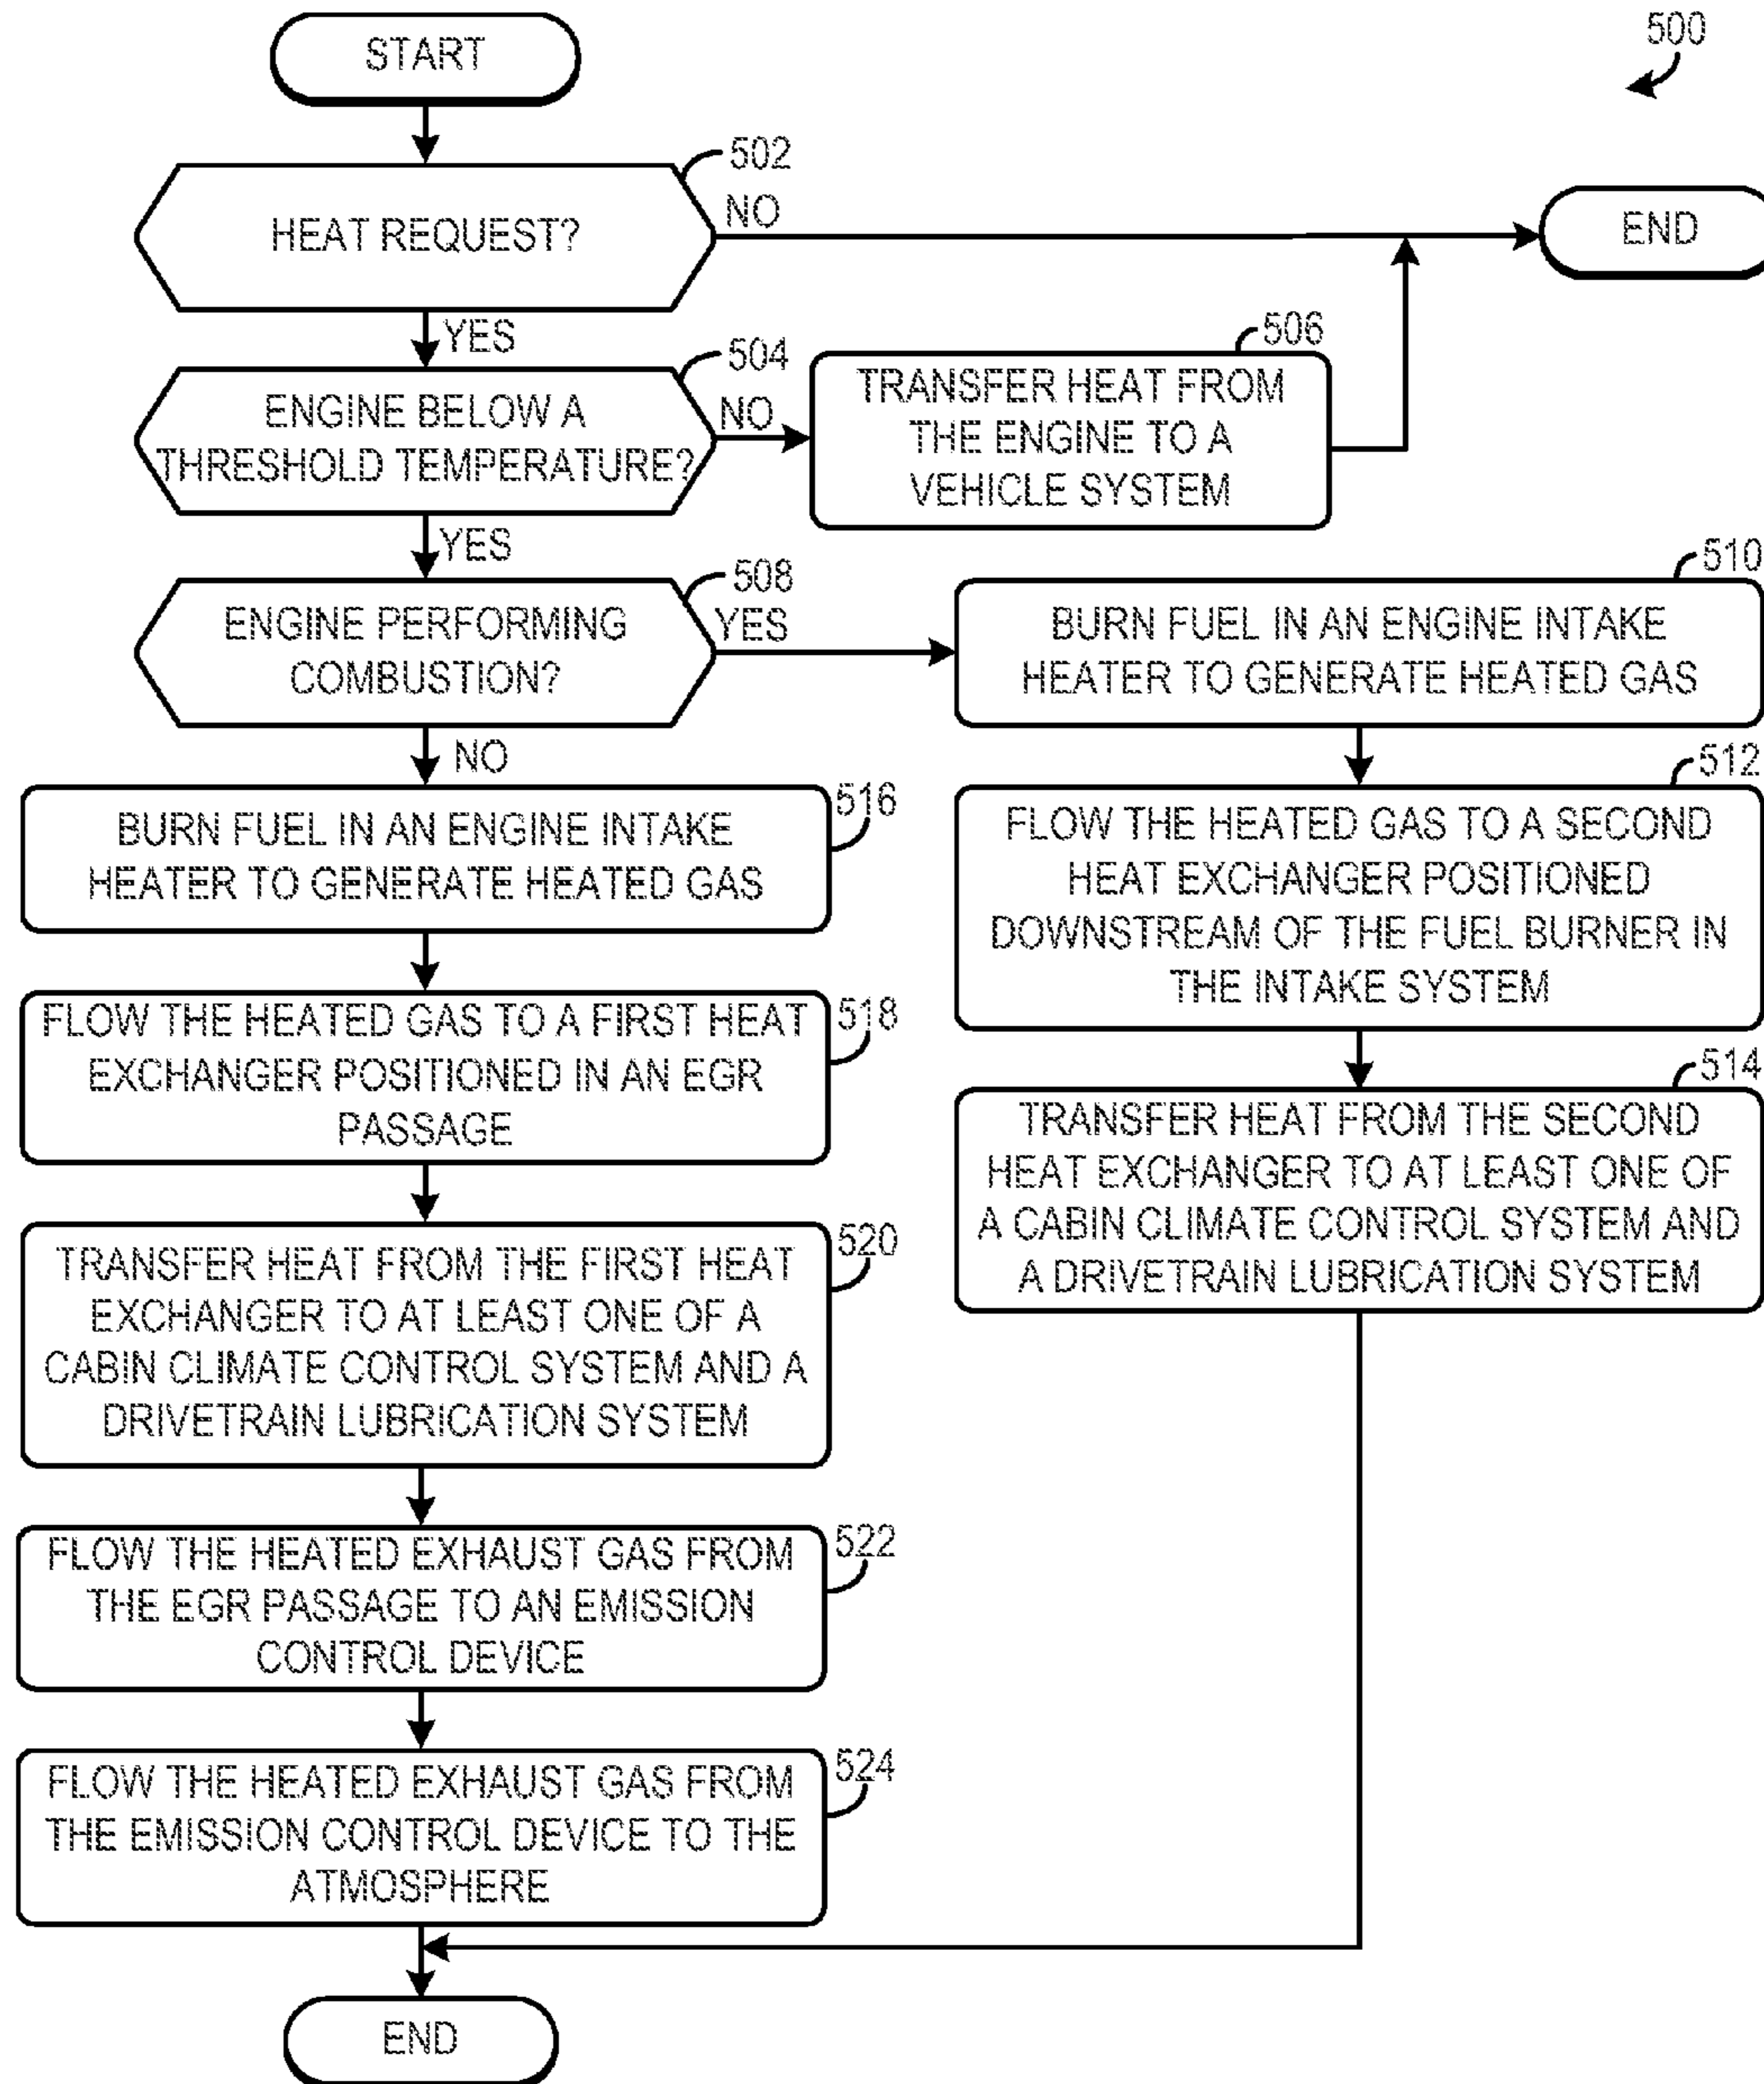 START
500
502
HEAT REQUEST?
NO
END
YES
504
ENGINE BELOW A
THRESHOLD TEMPERATURE?
NO
506
TRANSFER HEAT FROM
THE ENGINE TO A
VEHICLE SYSTEM
YES
508
ENGINE PERFORMING
COMBUSTION?
YES
510
BURN FUEL IN AN ENGINE INTAKE
HEATER TO GENERATE HEATED GAS
512
FLOW THE HEATED GAS TO A SECOND
HEAT EXCHANGER POSITIONED
DOWNSTREAM OF THE FUEL BURNER IN
THE INTAKE SYSTEM
514
TRANSFER HEAT FROM THE SECOND
HEAT EXCHANGER TO AT LEAST ONE OF
A CABIN CLIMATE CONTROL SYSTEM AND
A DRIVETRAIN LUBRICATION SYSTEM
NO
516
BURN FUEL IN AN ENGINE INTAKE
HEATER TO GENERATE HEATED GAS
518
FLOW THE HEATED GAS TO A FIRST HEAT
EXCHANGER POSITIONED IN AN EGR
PASSAGE
520
TRANSFER HEAT FROM THE FIRST HEAT
EXCHANGER TO AT LEAST ONE OF A
CABIN CLIMATE CONTROL SYSTEM AND A
DRIVETRAIN LUBRICATION SYSTEM
522
FLOW THE HEATED EXHAUST GAS FROM
THE EGR PASSAGE TO AN EMISSION
CONTROL DEVICE
524
FLOW THE HEATED EXHAUST GAS FROM
THE EMISSION CONTROL DEVICE TO THE
ATMOSPHERE
END